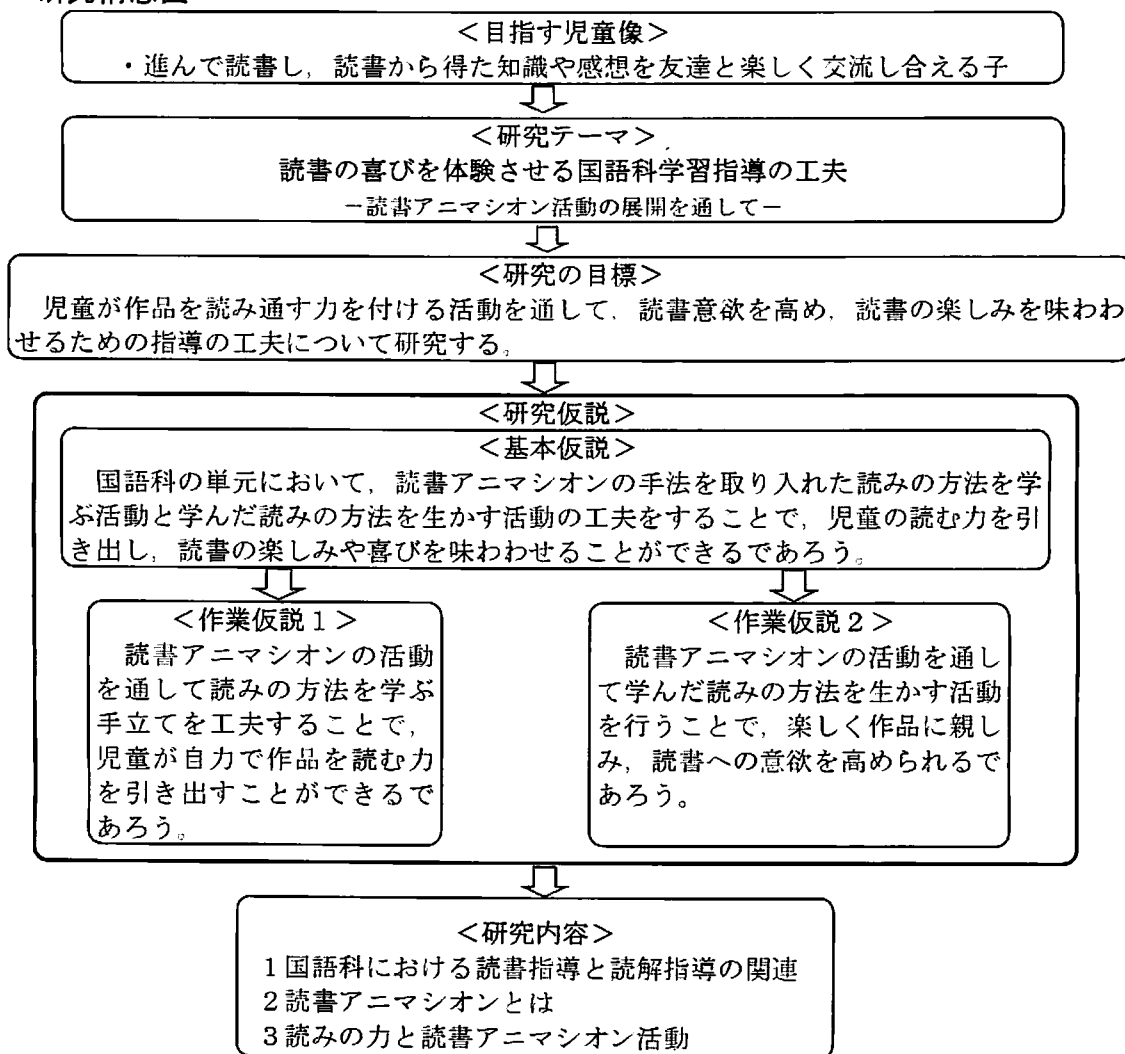 研究構想図
＜目指す児童像＞
・進んで読書し，読書から得た知識や感想を友達と楽しく交流し合える子
＜研究テーマ＞
読書の喜びを体験させる国語科学習指導の工夫
－読書アニマシオン活動の展開を通して－
＜研究の目標＞
児童が作品を読み通す力を付ける活動を通して，読書意欲を高め，読書の楽しみを味わわ
せるための指導の工夫について研究する。
＜研究仮説＞
＜基本仮説＞
国語科の単元において，読書アニマシオンの手法を取り入れた読みの方法を学
ぶ活動と学んだ読みの方法を生かす活動の工夫をすることで，児童の読む力を引
き出し，読書の楽しみや喜びを味わわせることができるであろう。
＜作業仮説１＞
読書アニマシオンの活動
を通して読みの方法を学ぶ
手立てを工夫することで，
児童が自力で作品を読む力
を引き出すことができるで
あろう。
＜作業仮説２＞
読書アニマシオンの活動を通し
て学んだ読みの方法を生かす活動
を行うことで，楽しく作品に親し
み，読書への意欲を高められるで
あろう。
＜研究内容＞
１国語科における読書指導と読解指導の関連
２読書アニマシオンとは
３読みの力と読書アニマシオン活動